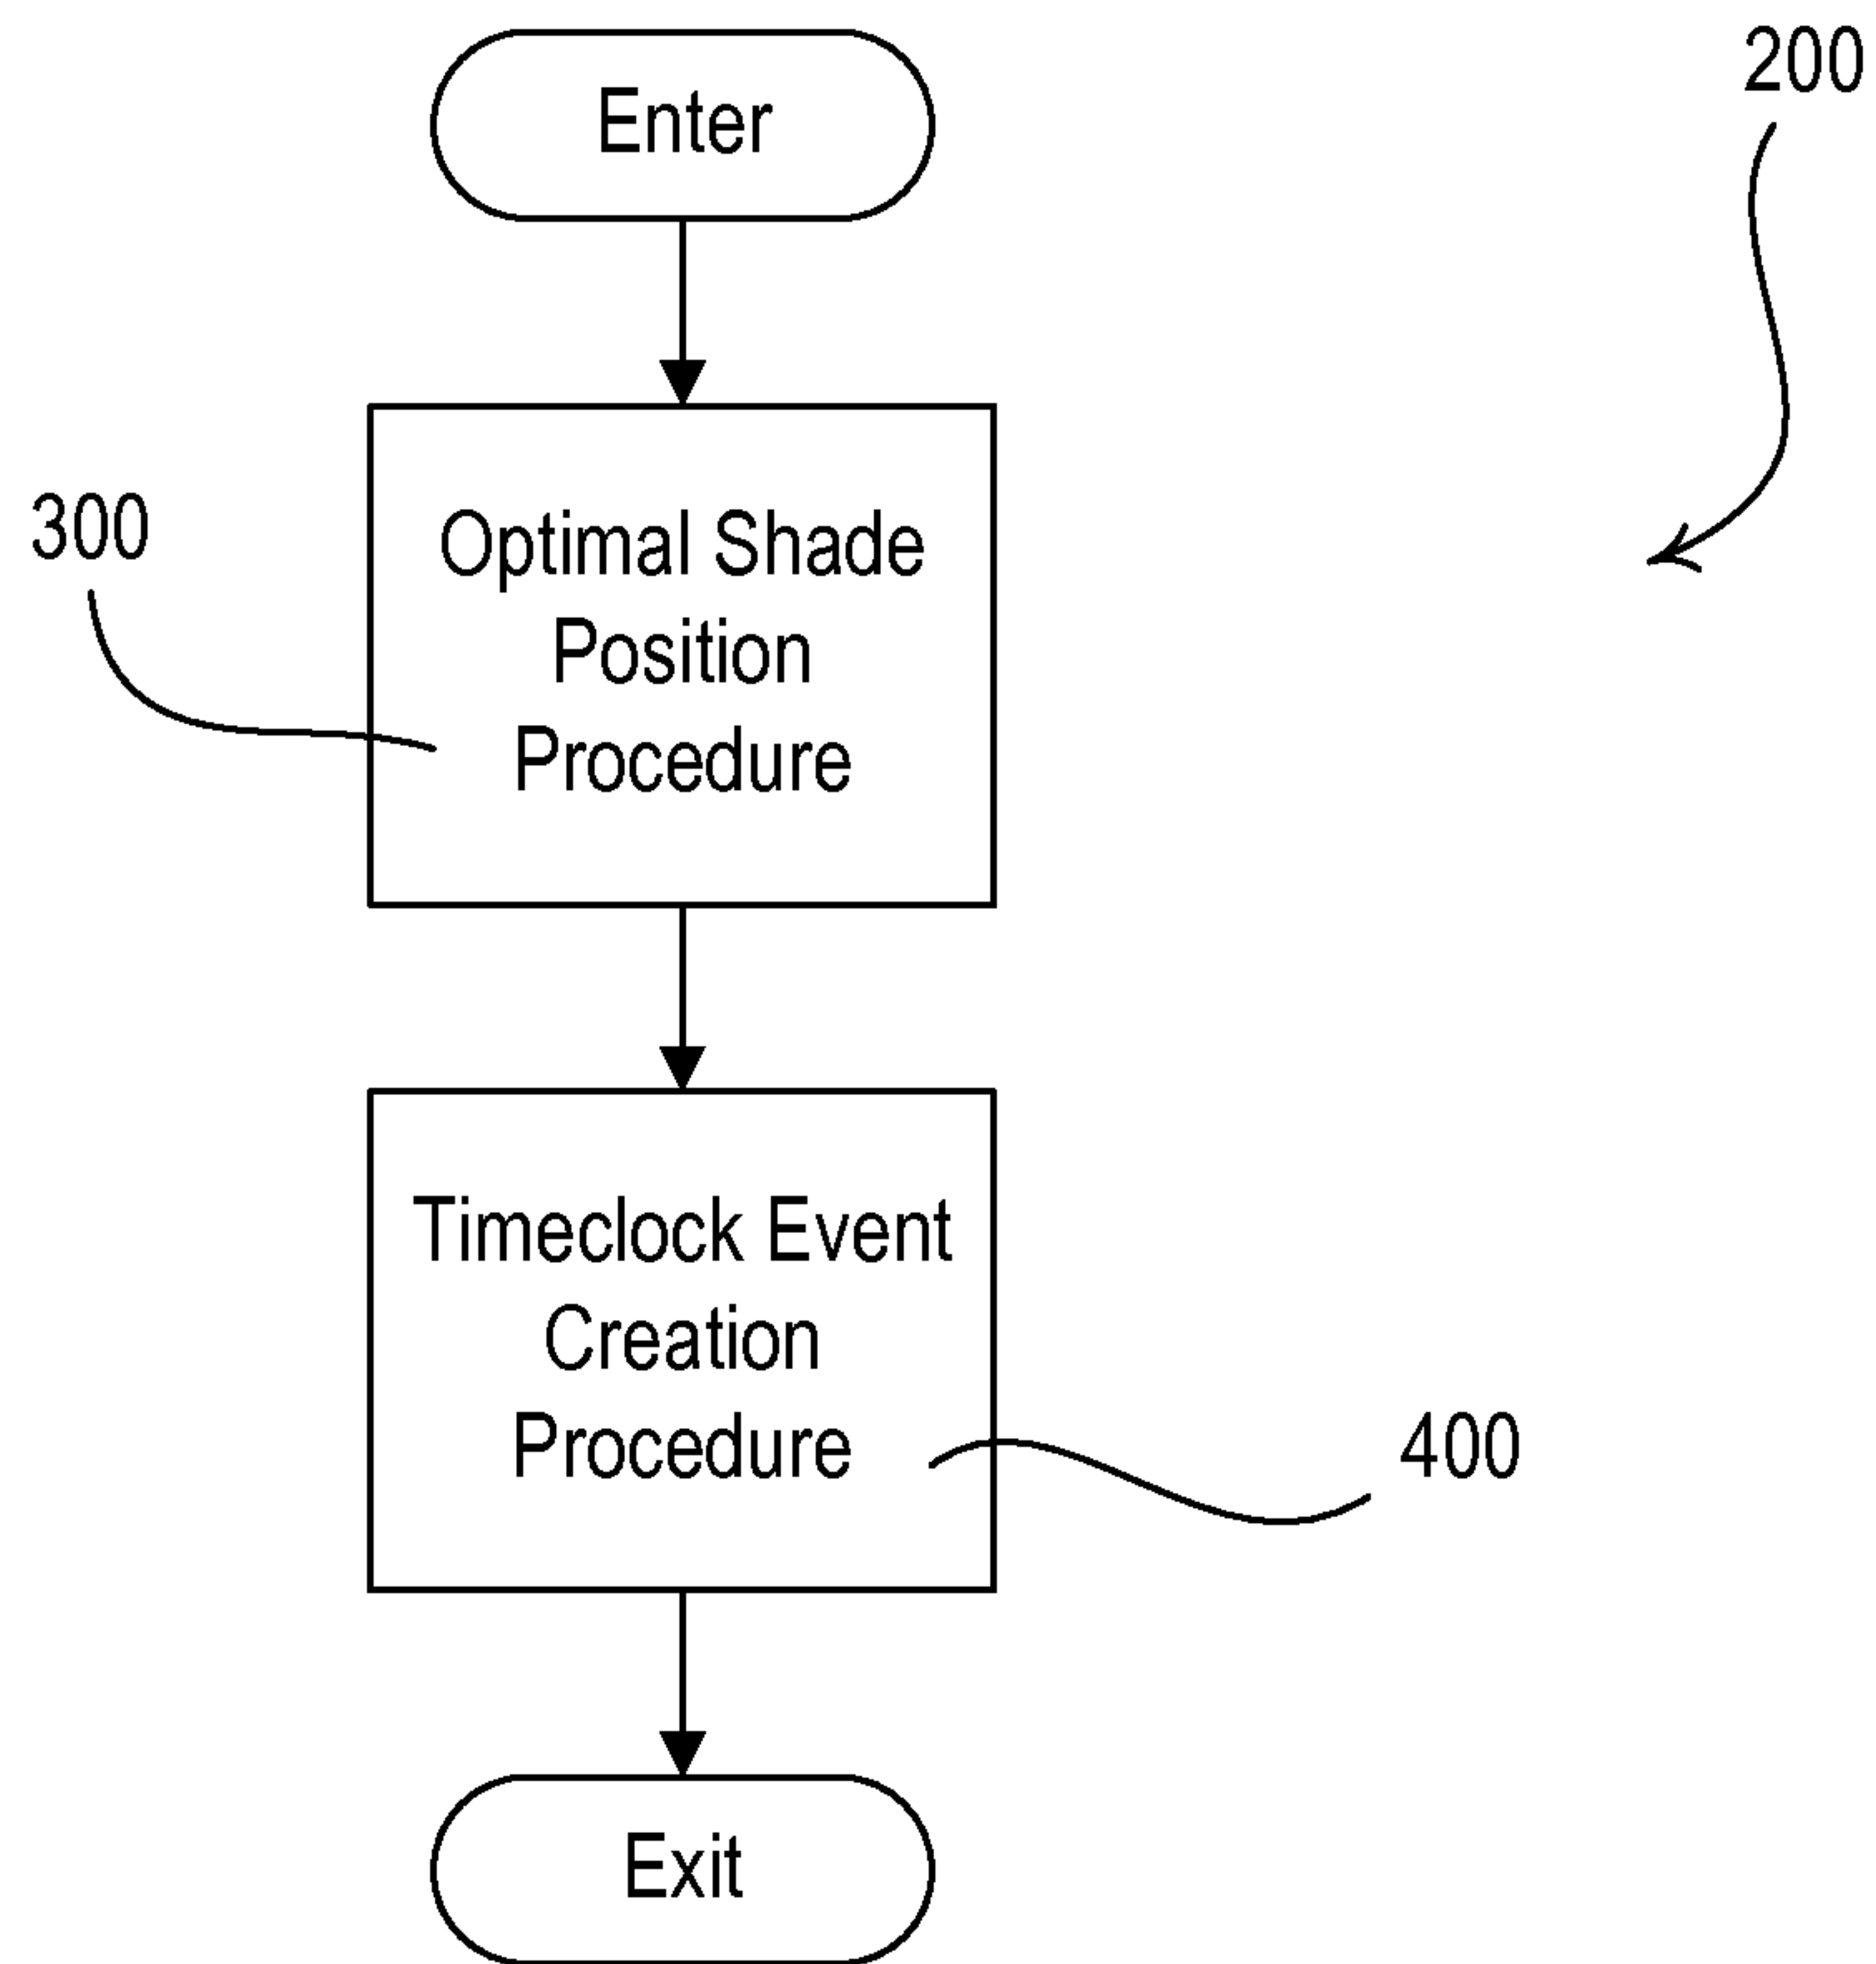 Enter
200
300
Optimal Shade
Position
Procedure
Timeclock Event
Creation
Procedure
400
Exit